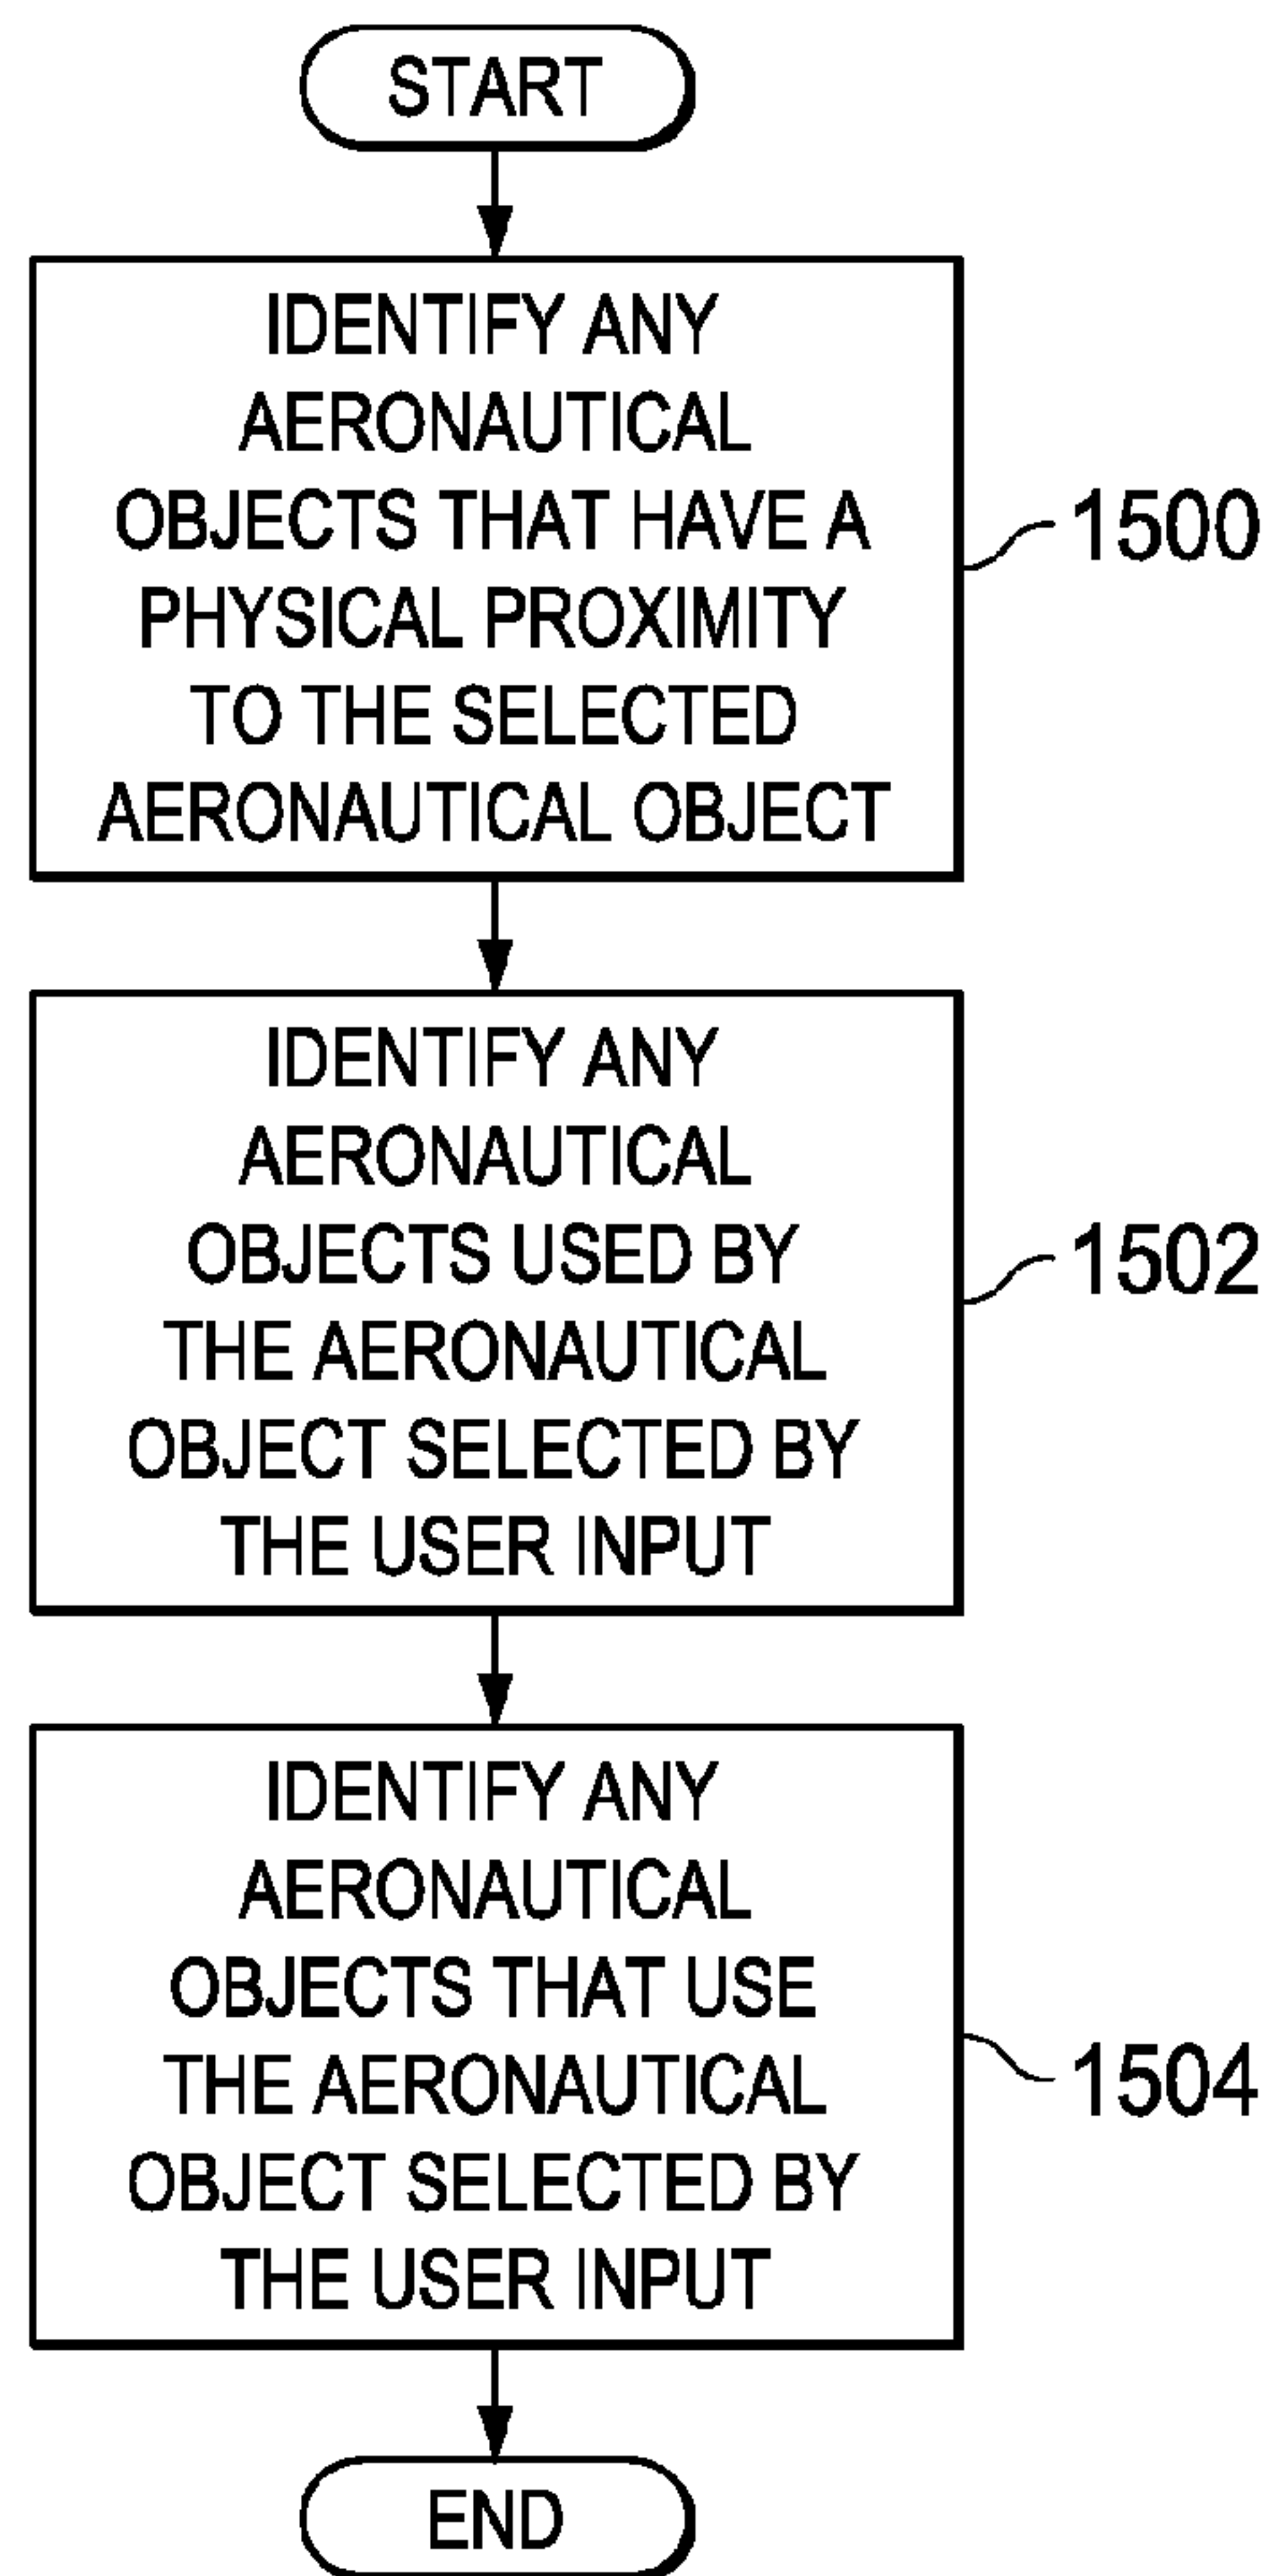 START
IDENTIFY ANY
AERONAUTICAL
OBJECTS THAT HAVE A
PHYSICAL PROXIMITY
TO THE SELECTED
AERONAUTICAL OBJECT
1500
IDENTIFY ANY
AERONAUTICAL
OBJECTS USED BY
THE AERONAUTICAL
OBJECT SELECTED BY
THE USER INPUT
1502
IDENTIFY ANY
AERONAUTICAL
OBJECTS THAT USE
THE AERONAUTICAL
OBJECT SELECTED BY
THE USER INPUT
1504
END